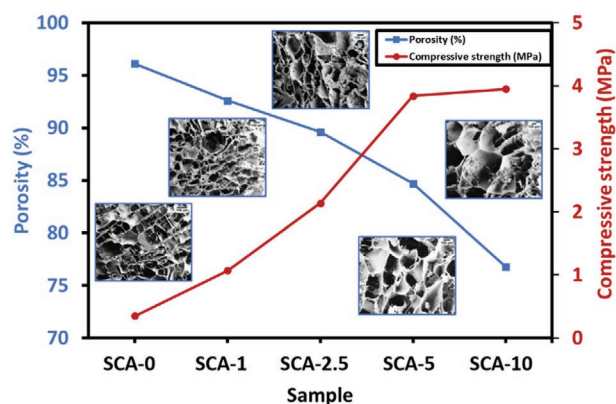 Porosity (%)
Compressive strength (MPa)
100
95
90
85
80
75
70
Porosity (%)
5
4
3
2
1
0
Compressive strength (MPa)
SCA-0 SCA-1 SCA-2.5 SCA-5 SCA-10
Sample